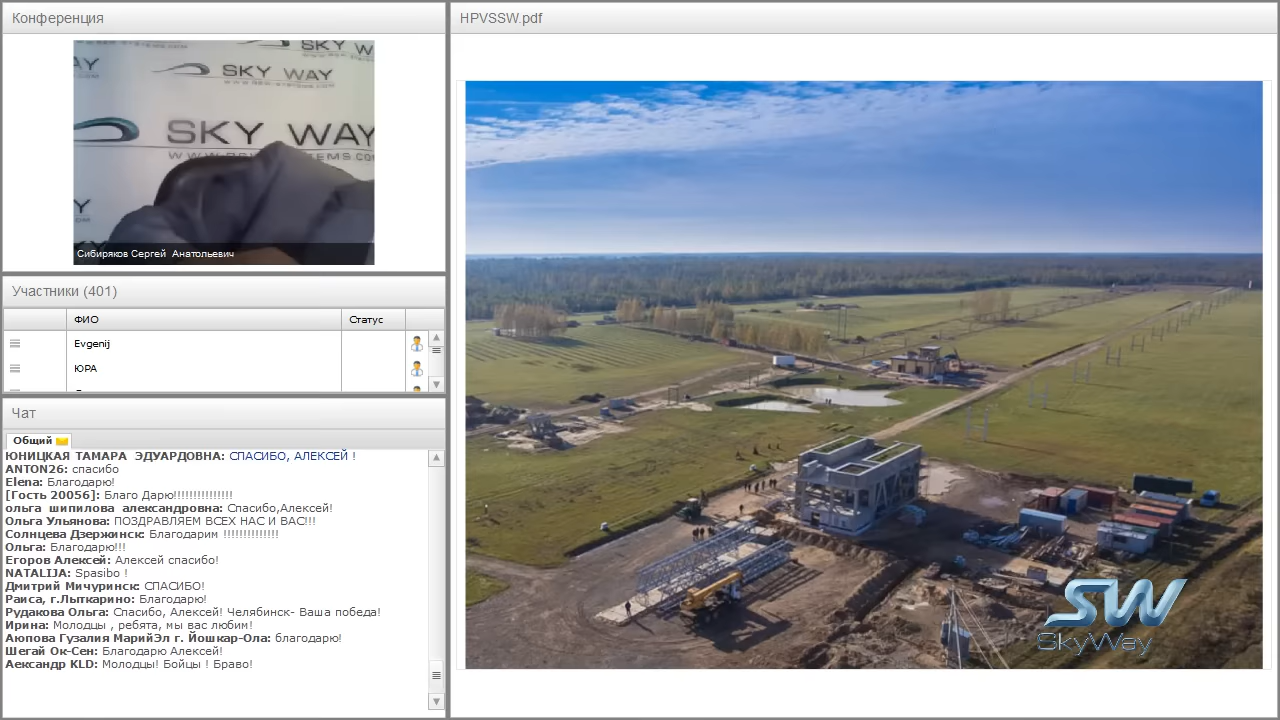 Конференция
SKY W
AY
SKY WAY
SKY WAY
Сибиряков Сергей Анатольевич
Участники (401)
ФИО
Статус
Evgenij
ЮРА
Чат
Общий
ЮНИЦКАЯ ТАМАРА ЭДУАРДОВНА: СПАСИБО, АЛЕКСЕЙ !
ANTON26: спасибо
Elena: Благодарю!
[Гость 20056]: Благо Дарю!!!!!!!!!!!!!!!
ольга шипилова александровна: Спасибо,Алексей!
Ольга Ульянова: ПОЗДРАВЛЯЕМ ВСЕХ НАС И ВАС!!!
Солнцева Дзержинск: Благодарим !!!!!!!!!!!!!!
Ольга: Благодарю!!!
Егоров Алексей: Алексей спасибо!
NATALIJA: Spasibo !
Дмитрий Мичуринск: СПАСИБО!
Раиса, г.Лыткарино: Благодарю!
Рудакова Ольга: Спасибо, Алексей! Челябинск- Ваша победа!
Ирина: Молодцы , ребята, мы вас любим!
Аюпова Гузалия МарийЭл г. Йошкар-Ола: благодарю!
Шегай Ок-Сен: Благодарю Алексей!
Аександр KLD: Молодцы! Бойцы ! Браво!
HPVSSW.pdf
SW
SkyWay